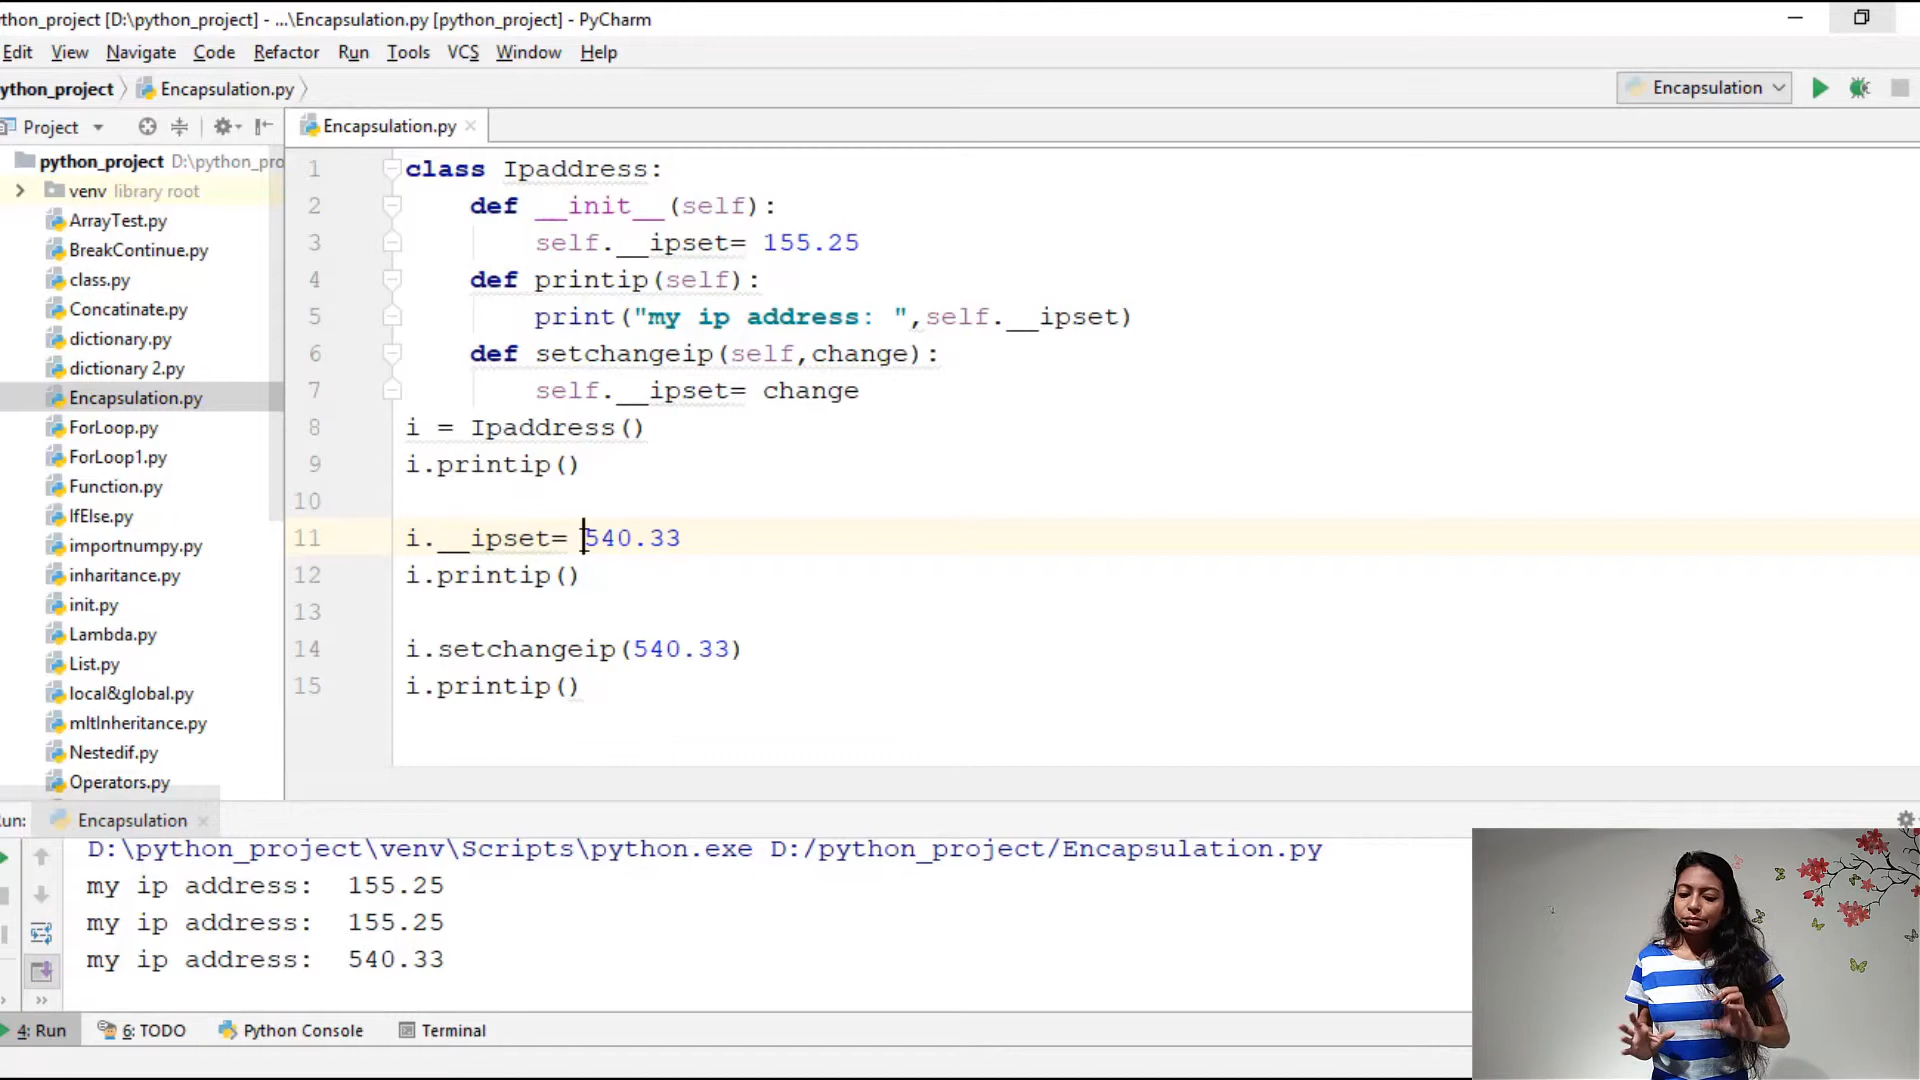 thon_project [D:\python_project] - ...\Encapsulation.py [python_project] - PyCharm
Edit View Navigate Code Refactor Run Tools VCS Window Help
ython_project Encapsulation.py
Encapsulation
Project
Encapsulation.py
python_project D:\python_pro
venv library root
ArrayTest.py
BreakContinue.py
class.py
Concatinate.py
dictionary.py
dictionary 2.py
Encapsulation.py
ForLoop.py
ForLoop1.py
Function.py
IfElse.py
importnumpy.py
inharitance.py
init.py
Lambda.py
List.py
local&global.py
mltInheritance.py
Nestedif.py
Operators.py
1 class Ipaddress:
2 def __init__(self):
3 self.__ipset= 155.25
4 def printip(self):
5 print("my ip address: ",self.__ipset)
6 def setchangeip(self,change):
7 self.__ipset= change
8 i = Ipaddress()
9 i.printip()
10
11 i.__ipset= 540.33
12 i.printip()
13
14 i.setchangeip(540.33)
15 i.printip()
un: Encapsulation
D:\python_project\venv\Scripts\python.exe D:/python_project/Encapsulation.py
my ip address:  155.25
my ip address:  155.25
my ip address:  540.33
4: Run 6: TODO Python Console Terminal